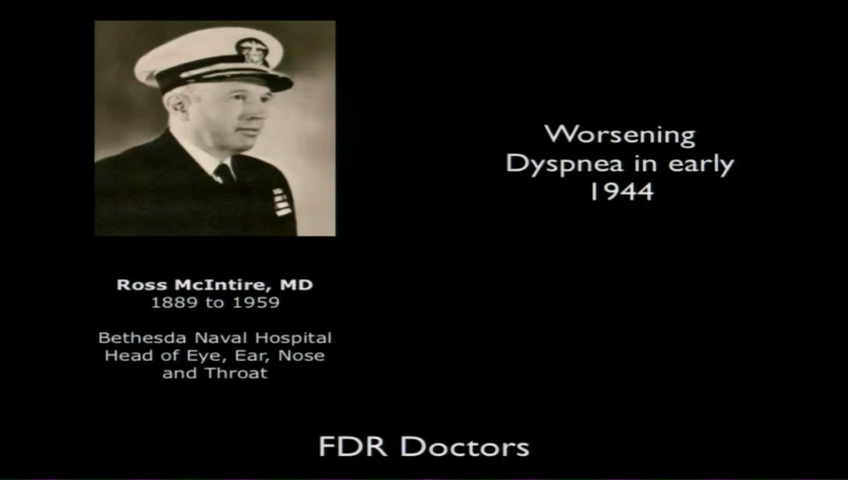 Worsening
Dyspnea in early
1944
Ross McIntire, MD
1889 to 1959
Bethesda Naval Hospital
Head of Eye, Ear, Nose
and Throat
FDR Doctors